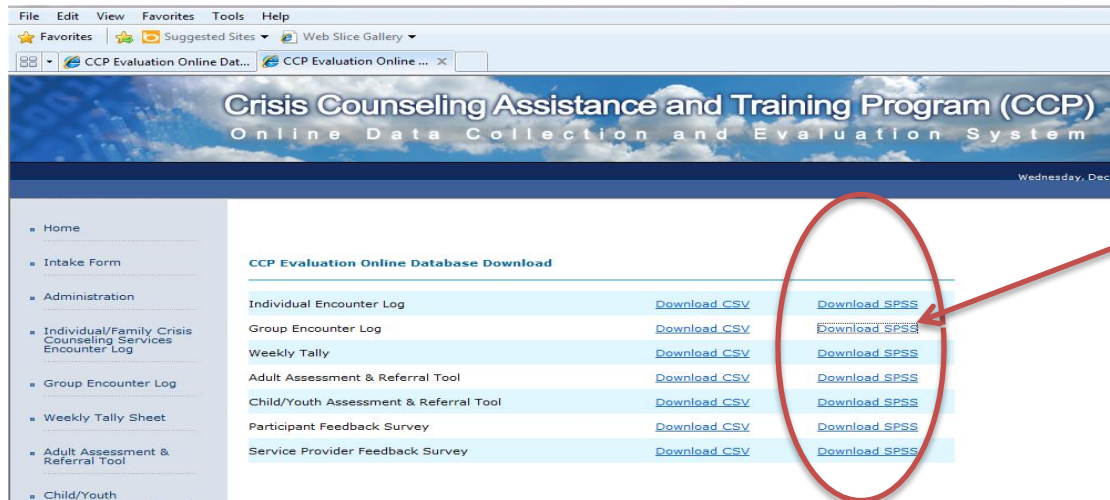 File Edit View Favorites Tools Help
Favorites Suggested Sites Web Slice Gallery
CCP Evaluation Online Dat... CCP Evaluation Online ...
Crisis Counseling Assistance and Training Program (CCP)
Online Data Collection and Evaluation System
Wednesday, Dec
Home
Intake Form
Administration
Individual/Family Crisis
Counseling Services
Encounter Log
Group Encounter Log
Weekly Tally Sheet
Adult Assessment &
Referral Tool
Child/Youth
CCP Evaluation Online Database Download
Individual Encounter Log Download CSV Download SPSS
Group Encounter Log Download CSV Download SPSS
Weekly Tally Download CSV Download SPSS
Adult Assessment & Referral Tool Download CSV Download SPSS
Child/Youth Assessment & Referral Tool Download CSV Download SPSS
Participant Feedback Survey Download CSV Download SPSS
Service Provider Feedback Survey Download CSV Download SPSS